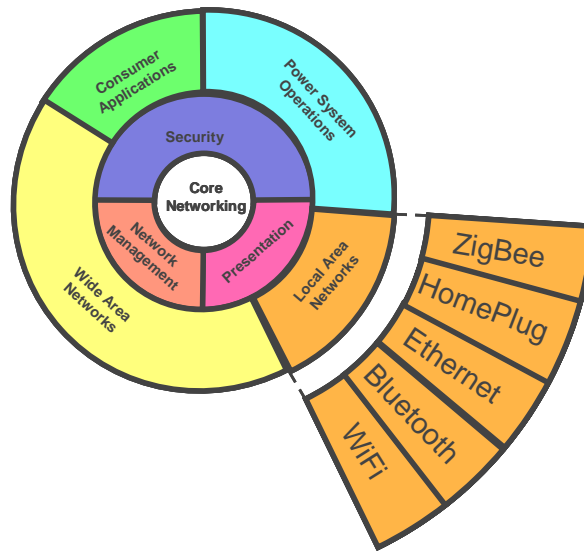 Consumer
Applications
Power System
Operations
Security
Core
Networking
Network
Management
Presentation
Wide Area
Networks
Local Area
Networks
ZigBee
HomePlug
Ethernet
Bluetooth
WiFi